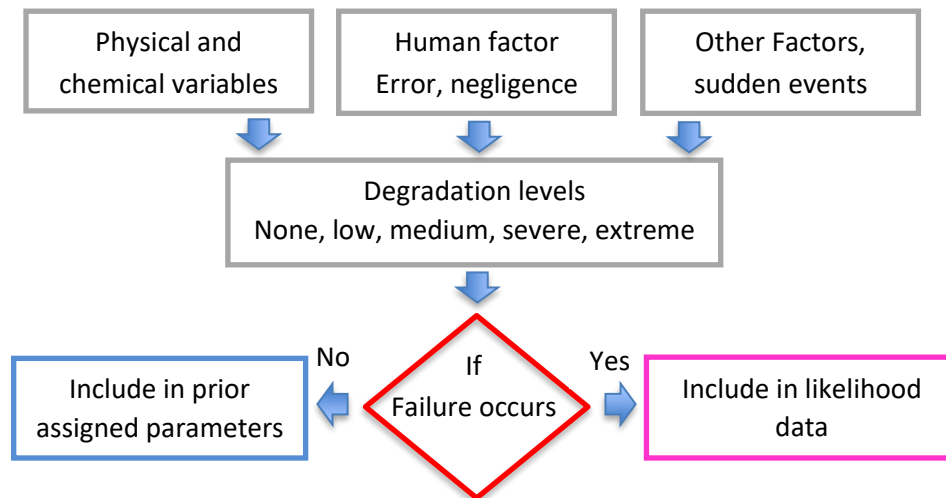 Physical and
chemical variables
Human factor
Error, negligence
Other Factors,
sudden events
Degradation levels
None, low, medium, severe, extreme
No
If
Failure occurs
Yes
Include in prior
assigned parameters
Include in likelihood
data